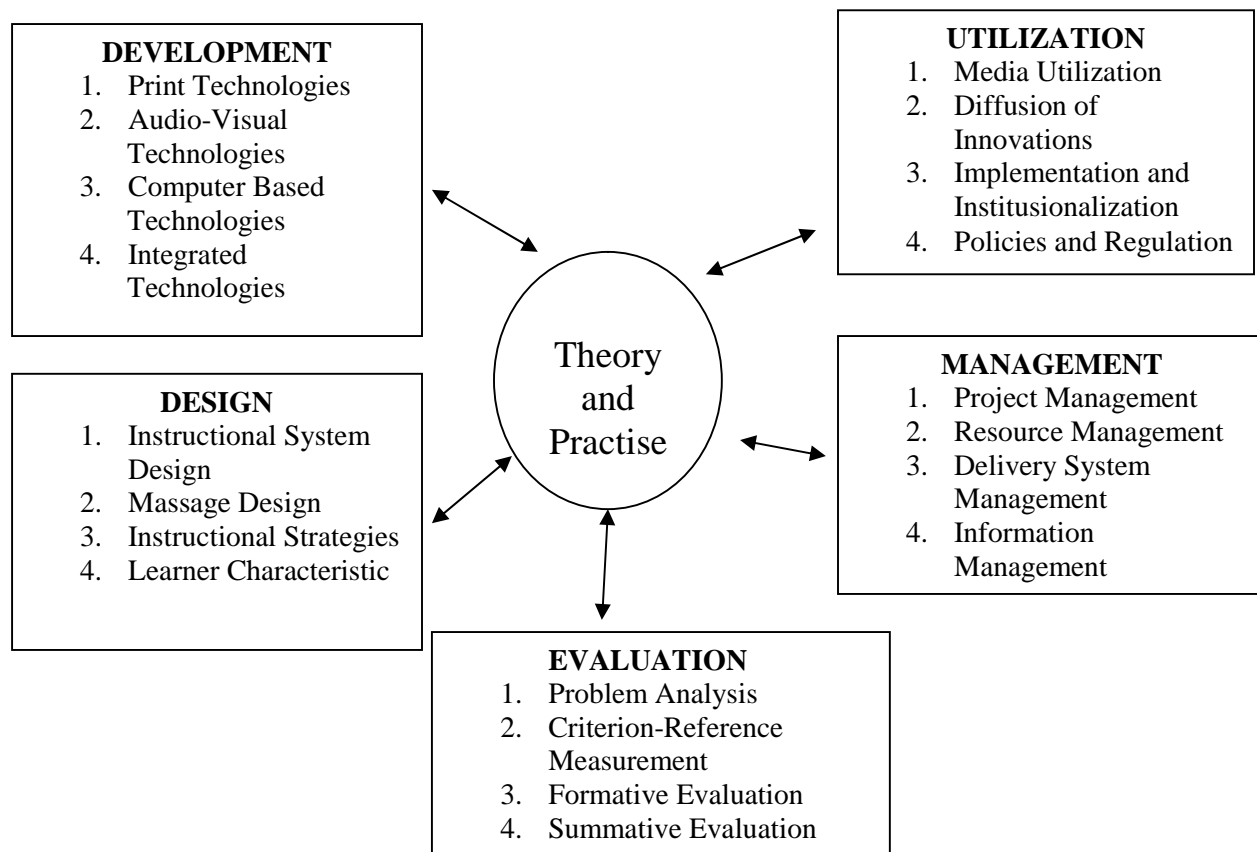 DEVELOPMENT
1. Print Technologies
2. Audio-Visual
Technologies
3. Computer Based
Technologies
4. Integrated
Technologies
UTILIZATION
1. Media Utilization
2. Diffusion of
Innovations
3. Implementation and
Institusionalization
4. Policies and Regulation
Theory
and
Practise
DESIGN
1. Instructional System
Design
2. Massage Design
3. Instructional Strategies
4. Learner Characteristic
MANAGEMENT
1. Project Management
2. Resource Management
3. Delivery System
Management
4. Information
Management
EVALUATION
1. Problem Analysis
2. Criterion-Reference
Measurement
3. Formative Evaluation
4. Summative Evaluation